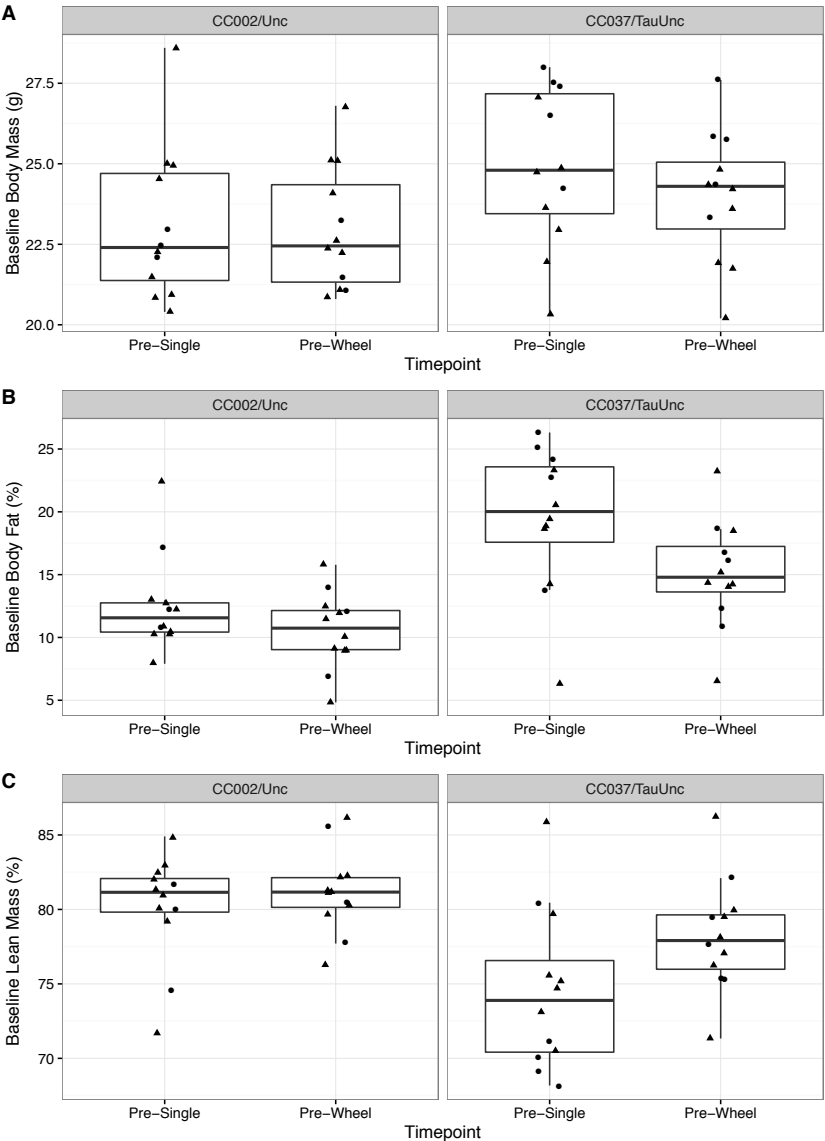 A
CC002/Unc CC037/TauUnc
Baseline Body Mass (g)
27.5
25.0
22.5
20.0
Pre−Single Pre−Wheel Pre−Single Pre−Wheel
Timepoint
B
CC002/Unc CC037/TauUnc
Baseline Body Fat (%)
25
20
15
10
5
Pre−Single Pre−Wheel Pre−Single Pre−Wheel
Timepoint
C
CC002/Unc CC037/TauUnc
Baseline Lean Mass (%)
85
80
75
70
Pre−Single Pre−Wheel Pre−Single Pre−Wheel
Timepoint